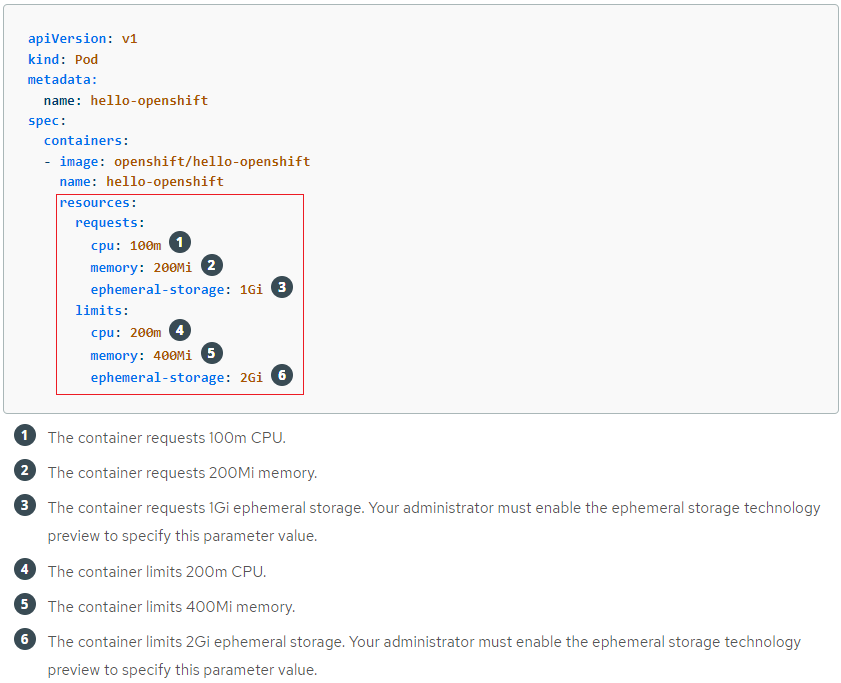 apiVersion: v1
kind: Pod
metadata:
  name: hello-openshift
spec:
  containers:
  - image: openshift/hello-openshift
    name: hello-openshift
    resources:
      requests:
        cpu: 100m 1
        memory: 200Mi 2
        ephemeral-storage: 1Gi 3
      limits:
        cpu: 200m 4
        memory: 400Mi 5
        ephemeral-storage: 2Gi 6
1 The container requests 100m CPU.
2 The container requests 200Mi memory.
3 The container requests 1Gi ephemeral storage. Your administrator must enable the ephemeral storage technology
preview to specify this parameter value.
4 The container limits 200m CPU.
5 The container limits 400Mi memory.
6 The container limits 2Gi ephemeral storage. Your administrator must enable the ephemeral storage technology
preview to specify this parameter value.